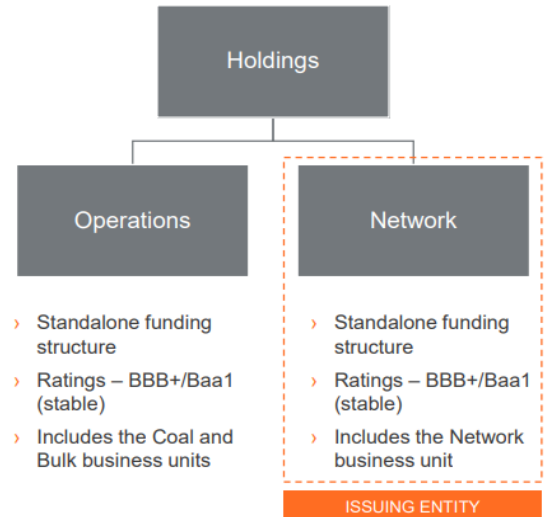 Holdings
Operations
› Standalone funding
structure
› Ratings – BBB+/Baa1
(stable)
› Includes the Coal and
Bulk business units
Network
› Standalone funding
structure
› Ratings – BBB+/Baa1
(stable)
› Includes the Network
business unit
ISSUING ENTITY